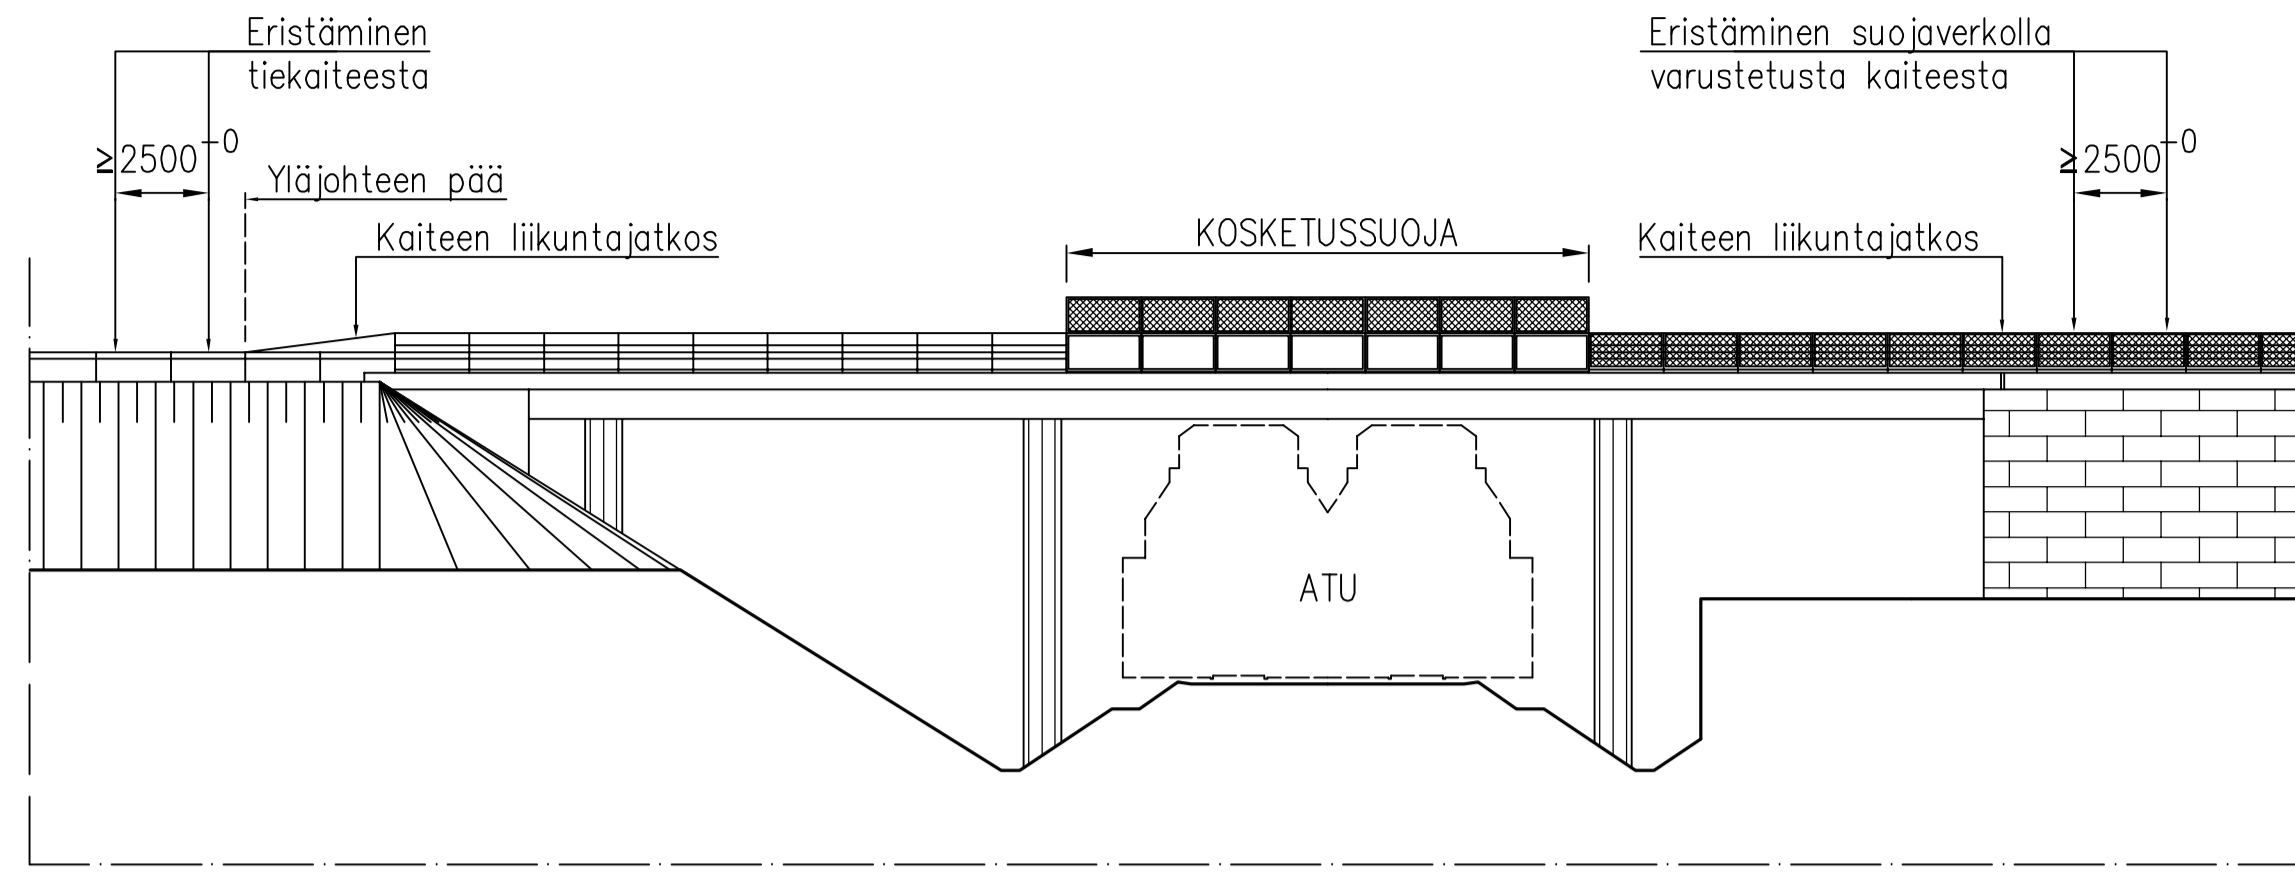 Eristäminen
tiekaiteesta
≥2500 -0
Yläjohteen pää
Kaiteen liikuntajatkos
KOSKETUSSUOJA
Eristäminen suojaverkolla
varustetusta kaiteesta
≥2500 -0
Kaiteen liikuntajatkos
ATU